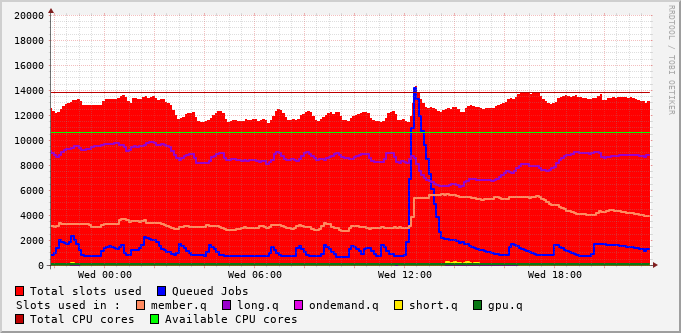 20000
18000
16000
14000
12000
10000
8000
6000
4000
2000
0
Wed 00:00 Wed 06:00 Wed 12:00 Wed 18:00
RRDTOOL / TOBI OETIKER
Total slots used Queued Jobs
Slots used in : member.q long.q ondemand.q short.q gpu.q
Total CPU cores Available CPU cores